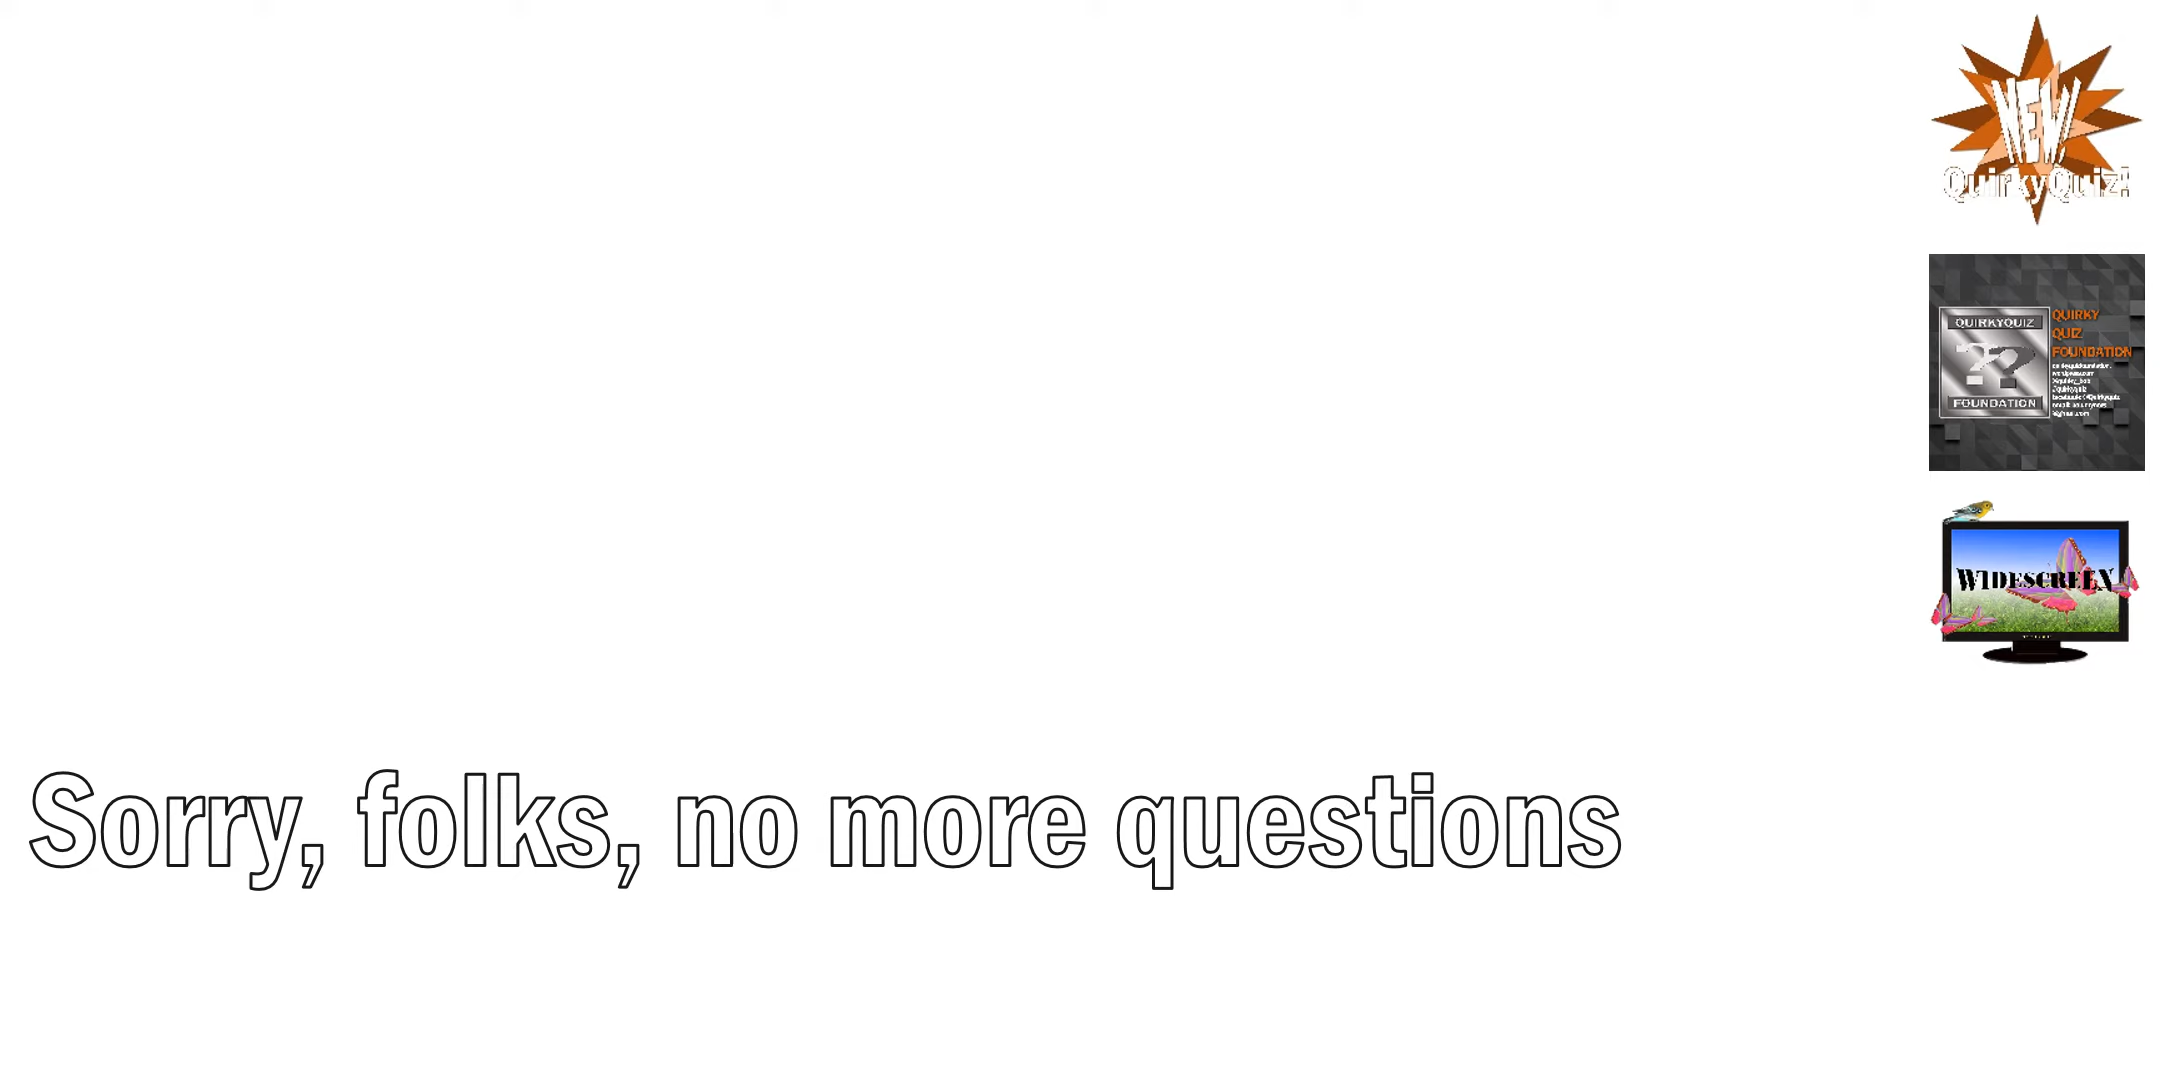 NEW
QuirkyQuiz!
QUIRKYQUIZ
??
FOUNDATION
QUIRKY
QUIZ
FOUNDATION
WIDESCREEN
Sorry, folks, no more questions